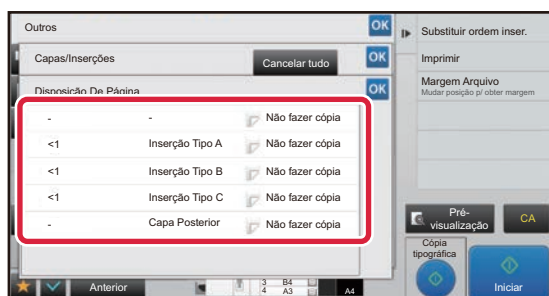 Outros
OK
Capas/Inserções
Cancelar tudo
OK
Disposição De Página
OK
- - Não fazer cópia
<1 Inserção Tipo A Não fazer cópia
<1 Inserção Tipo B Não fazer cópia
<1 Inserção Tipo C Não fazer cópia
- Capa Posterior Não fazer cópia
Anterior
3 B4
4 A3
A4
Substituir ordem inser.
Imprimir
Margem Arquivo
Mudar posição p/ obter margem
Pré-
visualização
CA
Cópia
tipográfica
Iniciar